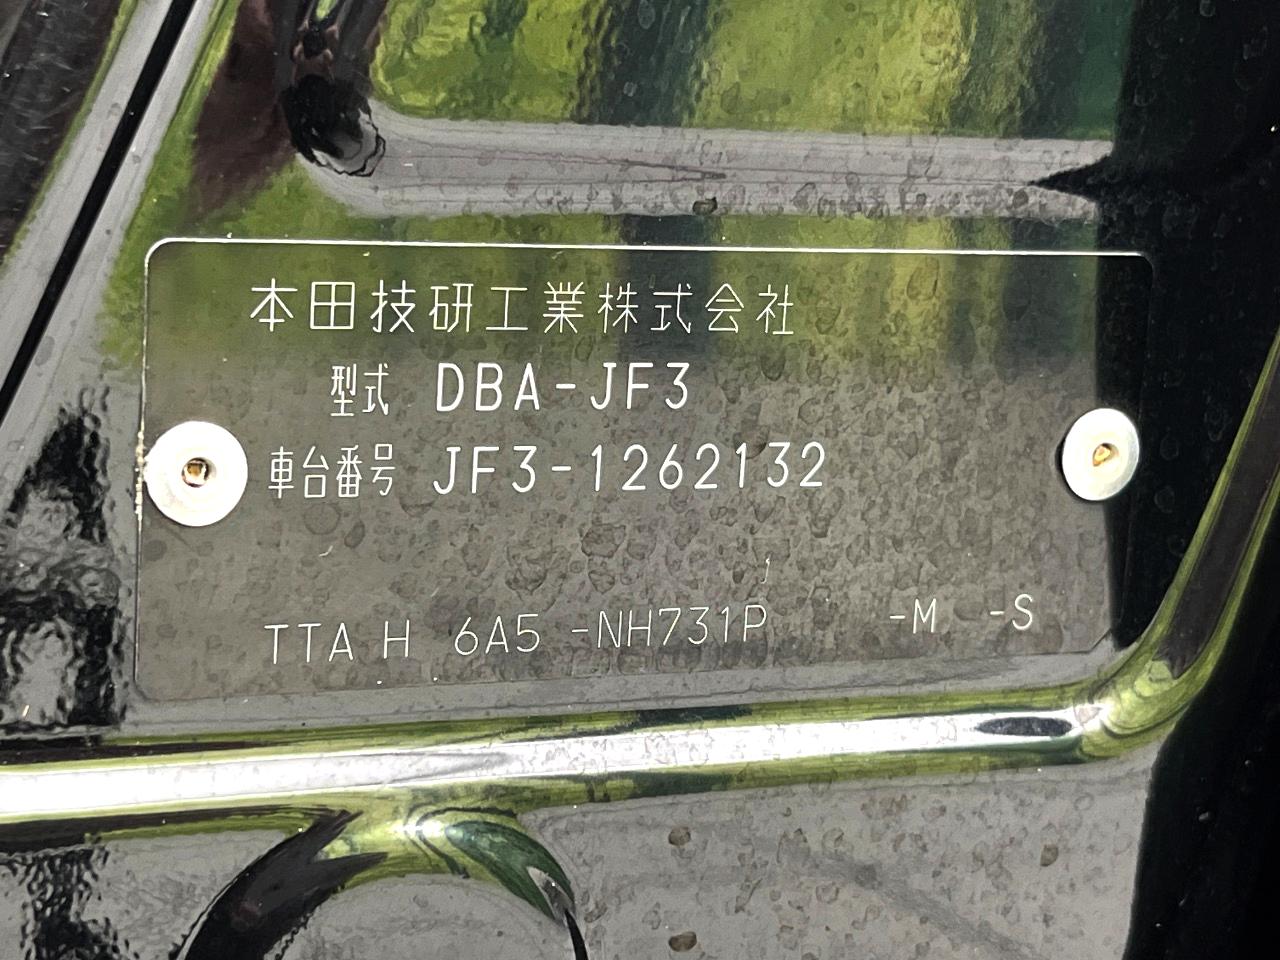 本田技研工業株式会社
型式 DBA-JF3
車台番号 JF3-1262132
TTA H 6A5 -NH731P -M -S